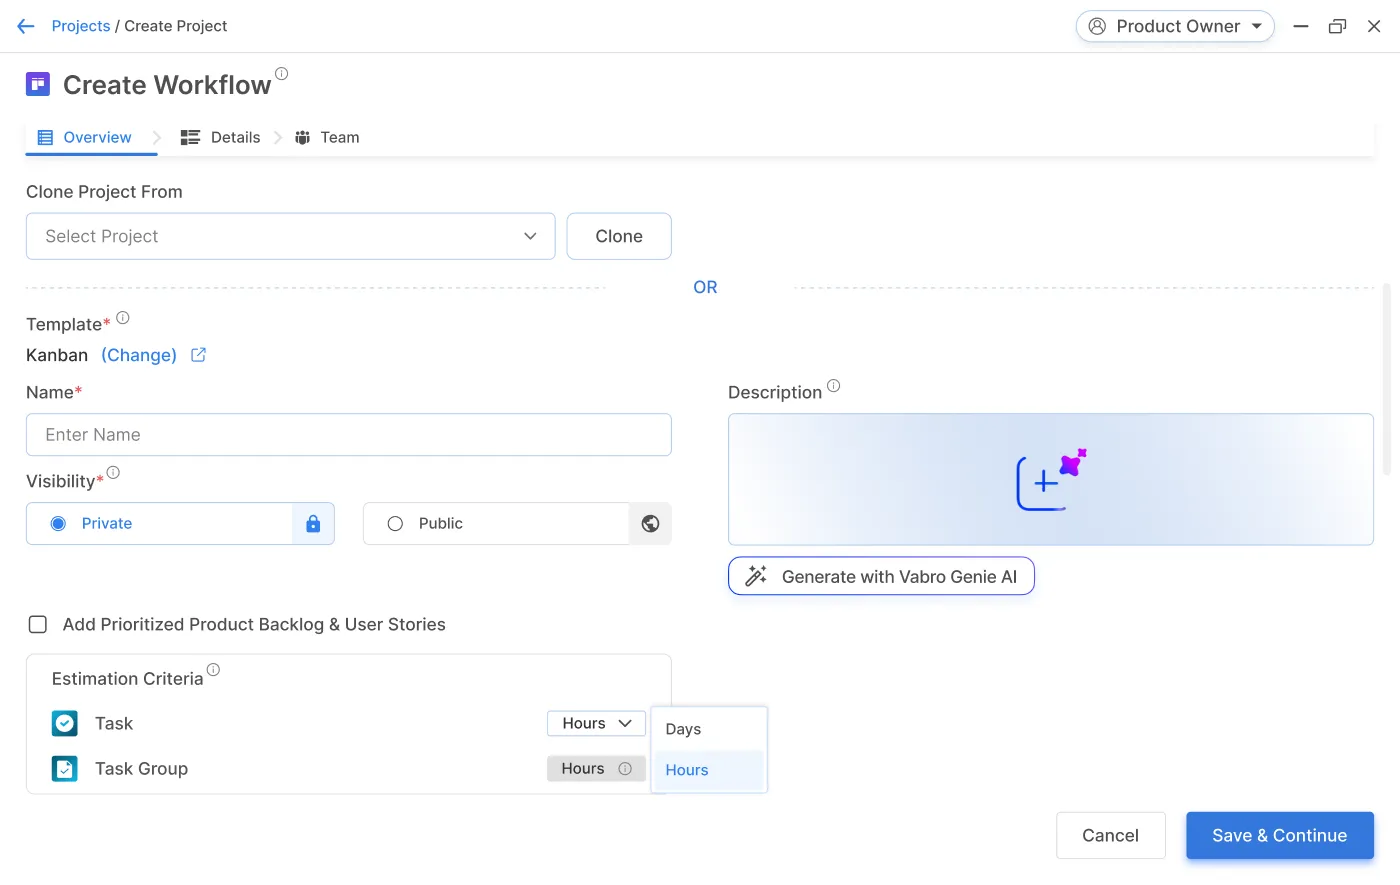 Projects / Create Project
Product Owner
Create Workflow
Overview
Details
Team
Clone Project From
Select Project
Clone
OR
Template*
Kanban (Change)
Name*
Enter Name
Description
Visibility*
Private
Public
Generate with Vabro Genie AI
Add Prioritized Product Backlog & User Stories
Estimation Criteria
Task
Hours
Days
Task Group
Hours
Hours
Cancel
Save & Continue